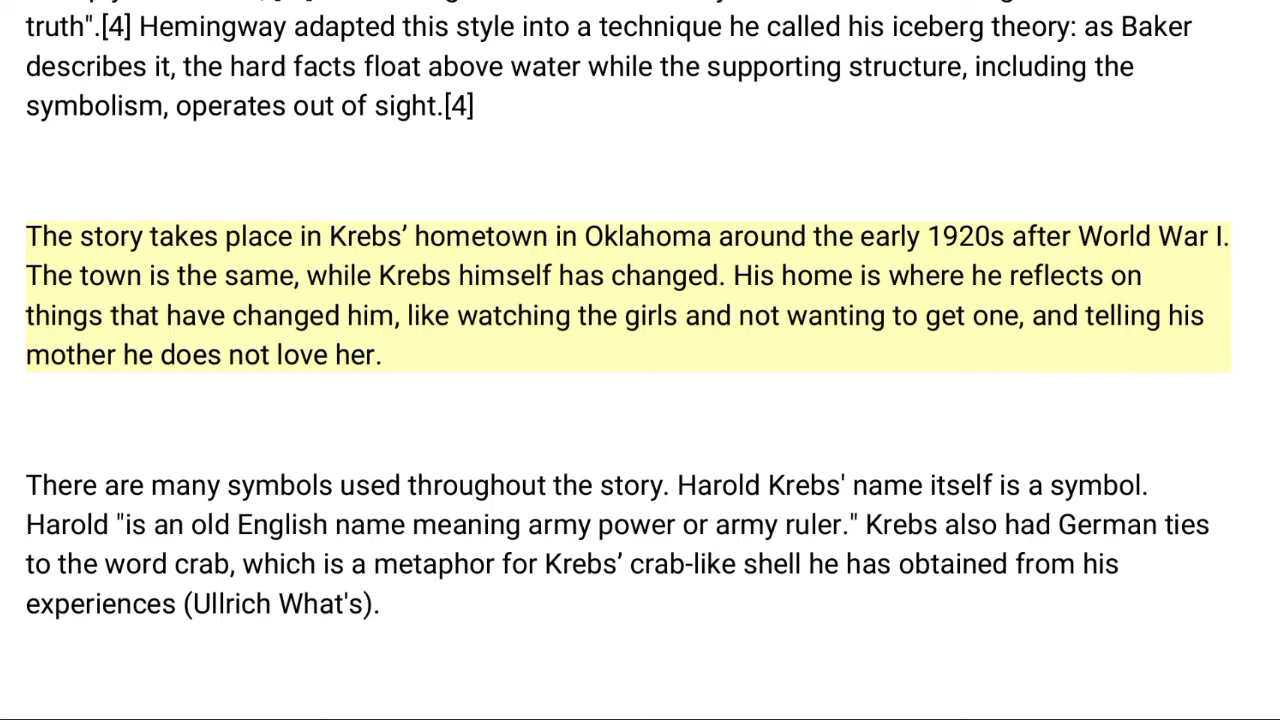 truth".[4] Hemingway adapted this style into a technique he called his iceberg theory: as Baker
describes it, the hard facts float above water while the supporting structure, including the
symbolism, operates out of sight.[4]
The story takes place in Krebs’ hometown in Oklahoma around the early 1920s after World War I.
The town is the same, while Krebs himself has changed. His home is where he reflects on
things that have changed him, like watching the girls and not wanting to get one, and telling his
mother he does not love her.
There are many symbols used throughout the story. Harold Krebs' name itself is a symbol.
Harold "is an old English name meaning army power or army ruler." Krebs also had German ties
to the word crab, which is a metaphor for Krebs’ crab-like shell he has obtained from his
experiences (Ullrich What's).